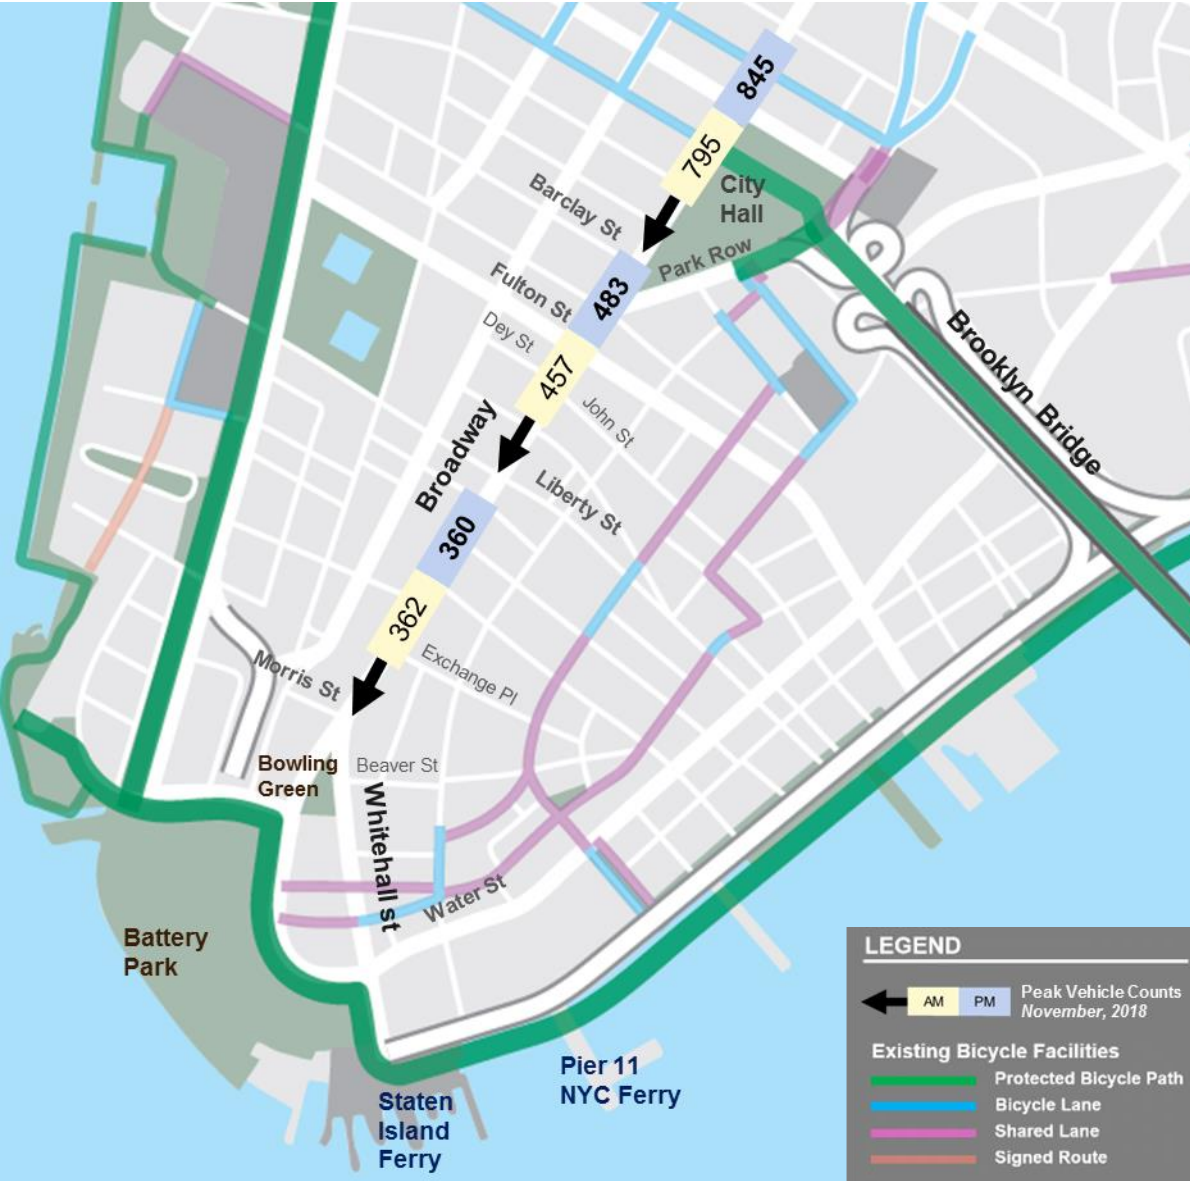 845
795
City
Hall
Barclay St
Park Row
Fulton St
483
Dey St
457
John St
Brooklyn Bridge
Broadway
Liberty St
360
362
Exchange Pl
Morris St
Bowling
Green
Beaver St
Whitehall st
Water St
Battery
Park
Pier 11
NYC Ferry
Staten
Island
Ferry
LEGEND
AM PM Peak Vehicle Counts
November, 2018
Existing Bicycle Facilities
Protected Bicycle Path
Bicycle Lane
Shared Lane
Signed Route